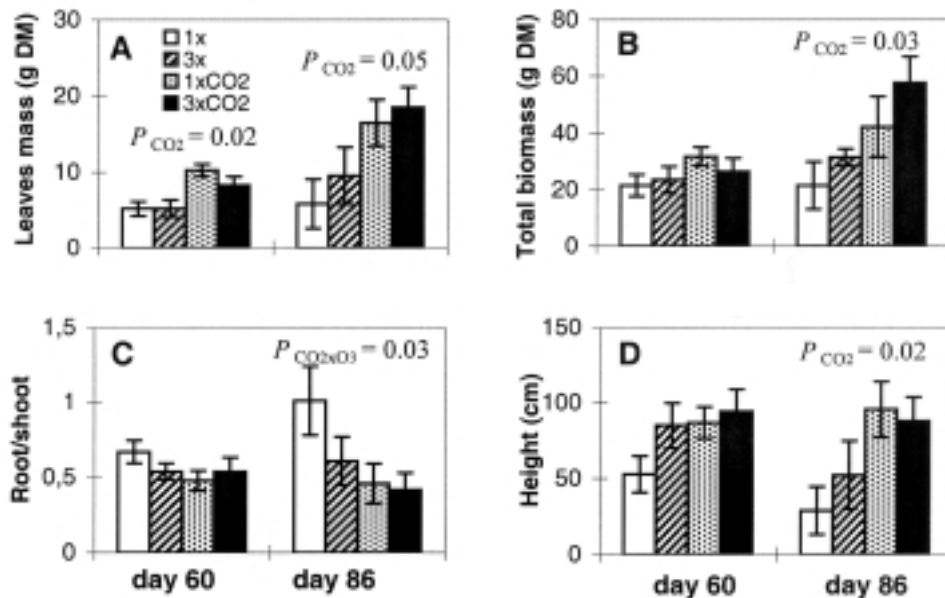 A
Leaves mass (g DM)
30
20
10
0
1x
3x
1xCO2
3xCO2
P CO2 = 0.02
P CO2 = 0.05
B
Total biomass (g DM)
80
60
40
20
0
P CO2 = 0.03
C
Root/shoot
1,5
1
0,5
0
P CO2xO3 = 0.03
day 60
day 86
D
Height (cm)
150
100
50
0
P CO2 = 0.02
day 60
day 86